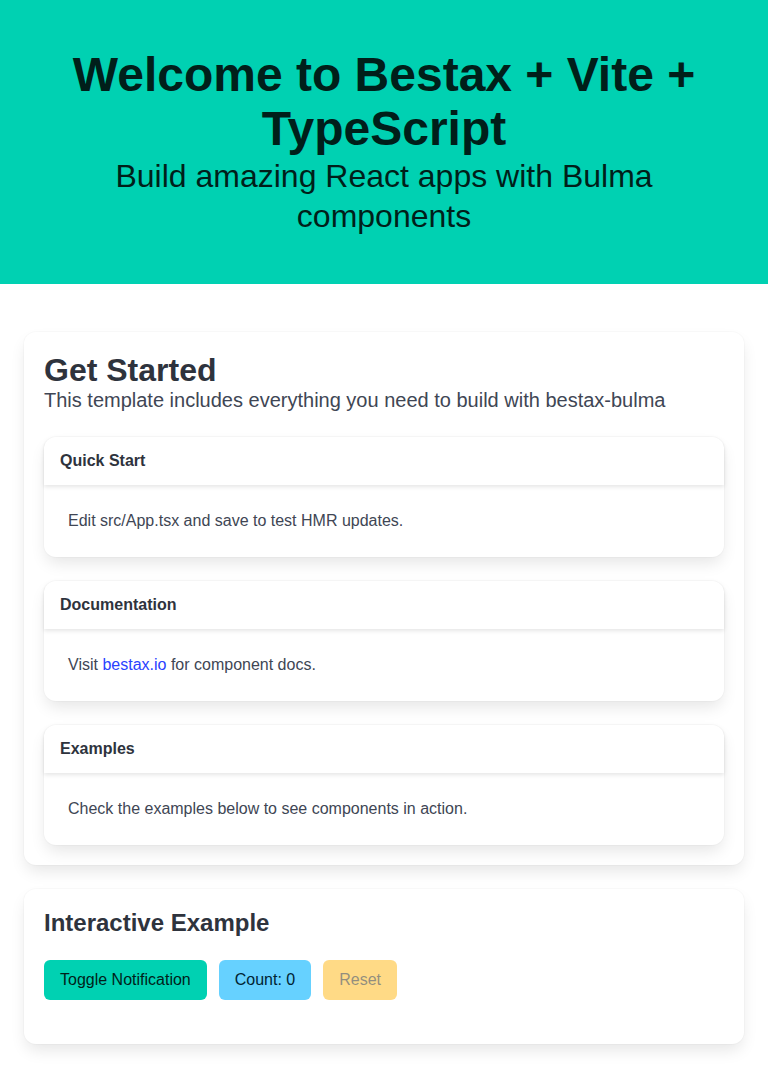 Welcome to Bestax + Vite +
TypeScript
Build amazing React apps with Bulma
components
Get Started
This template includes everything you need to build with bestax-bulma
Quick Start
Edit src/App.tsx and save to test HMR updates.
Documentation
Visit bestax.io for component docs.
Examples
Check the examples below to see components in action.
Interactive Example
Toggle Notification Count: 0 Reset